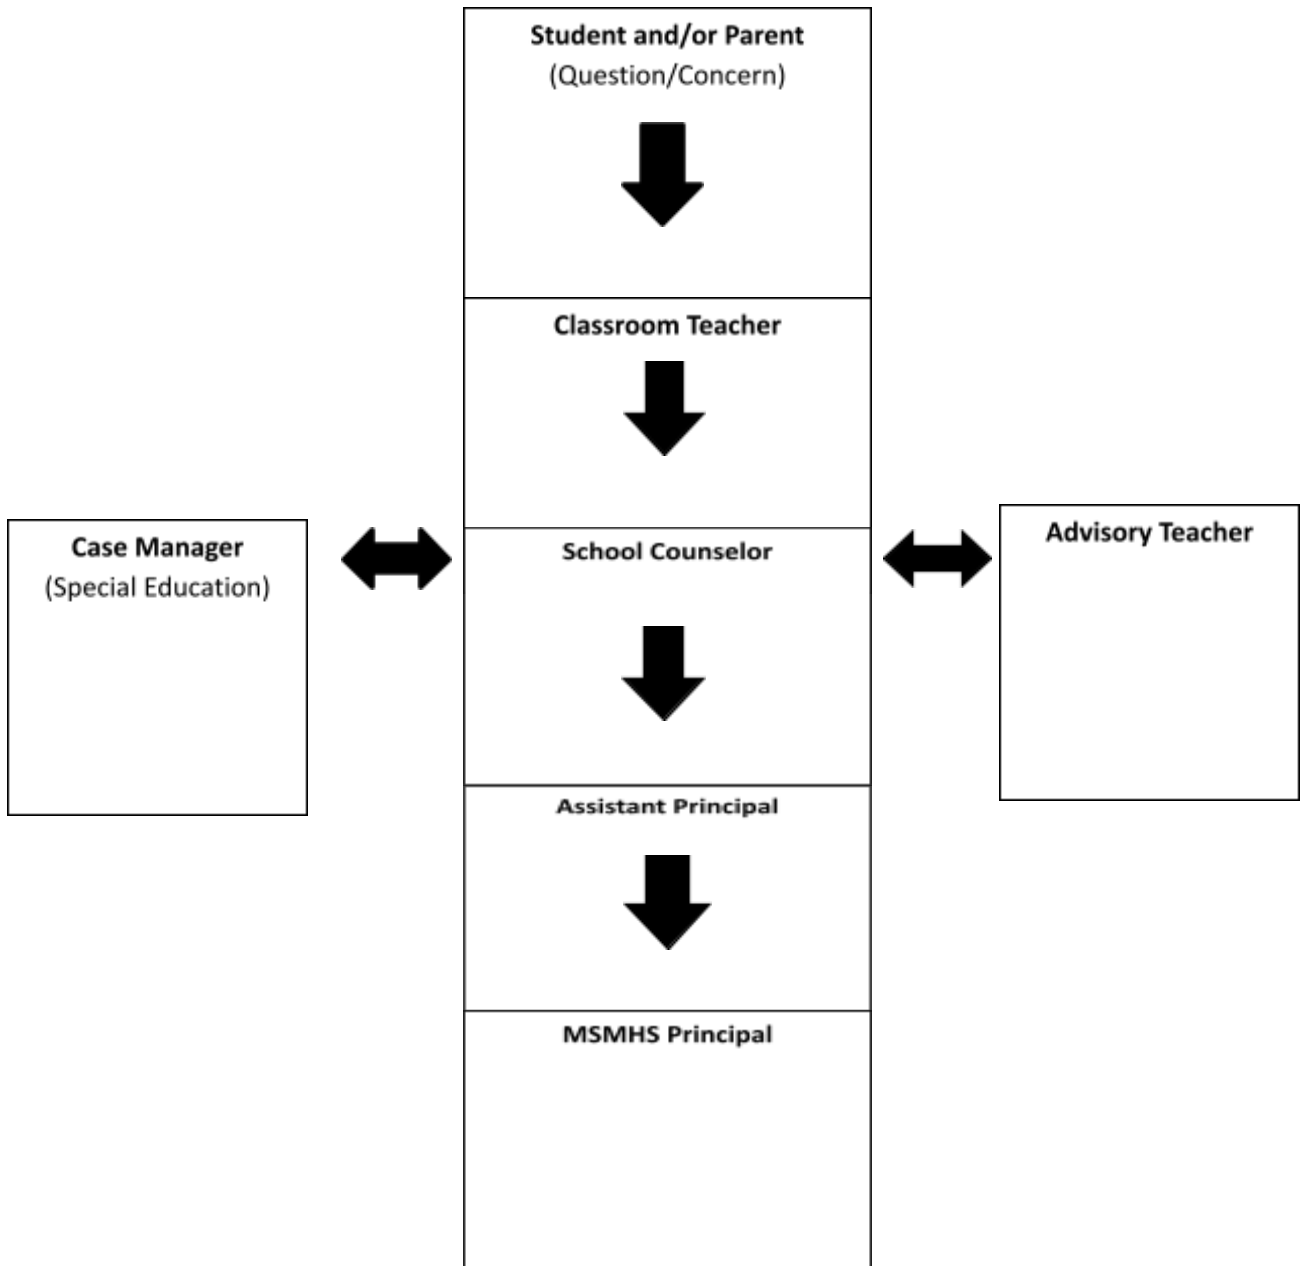 Student and/or Parent
(Question/Concern)
Classroom Teacher
Case Manager
(Special Education)
School Counselor
Advisory Teacher
Assistant Principal
MSMHS Principal